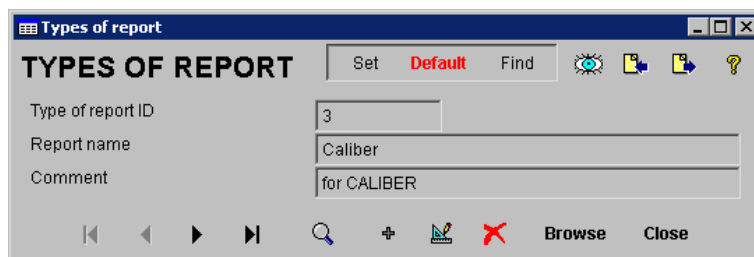 Types of report
TYPES OF REPORT Set Default Find ?
Type of report ID 3
Report name Caliber
Comment for CALIBER
Browse Close